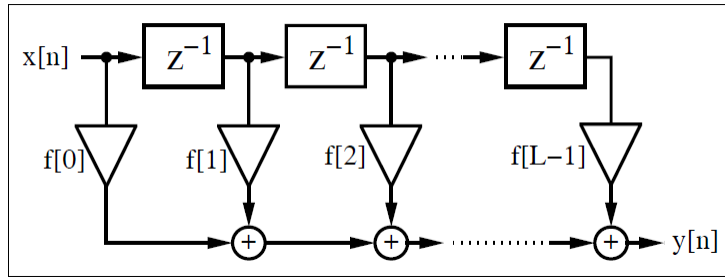 x[n] z⁻¹ z⁻¹ z⁻¹
f[0] f[1] f[2] f[L−1]
+ + + y[n]